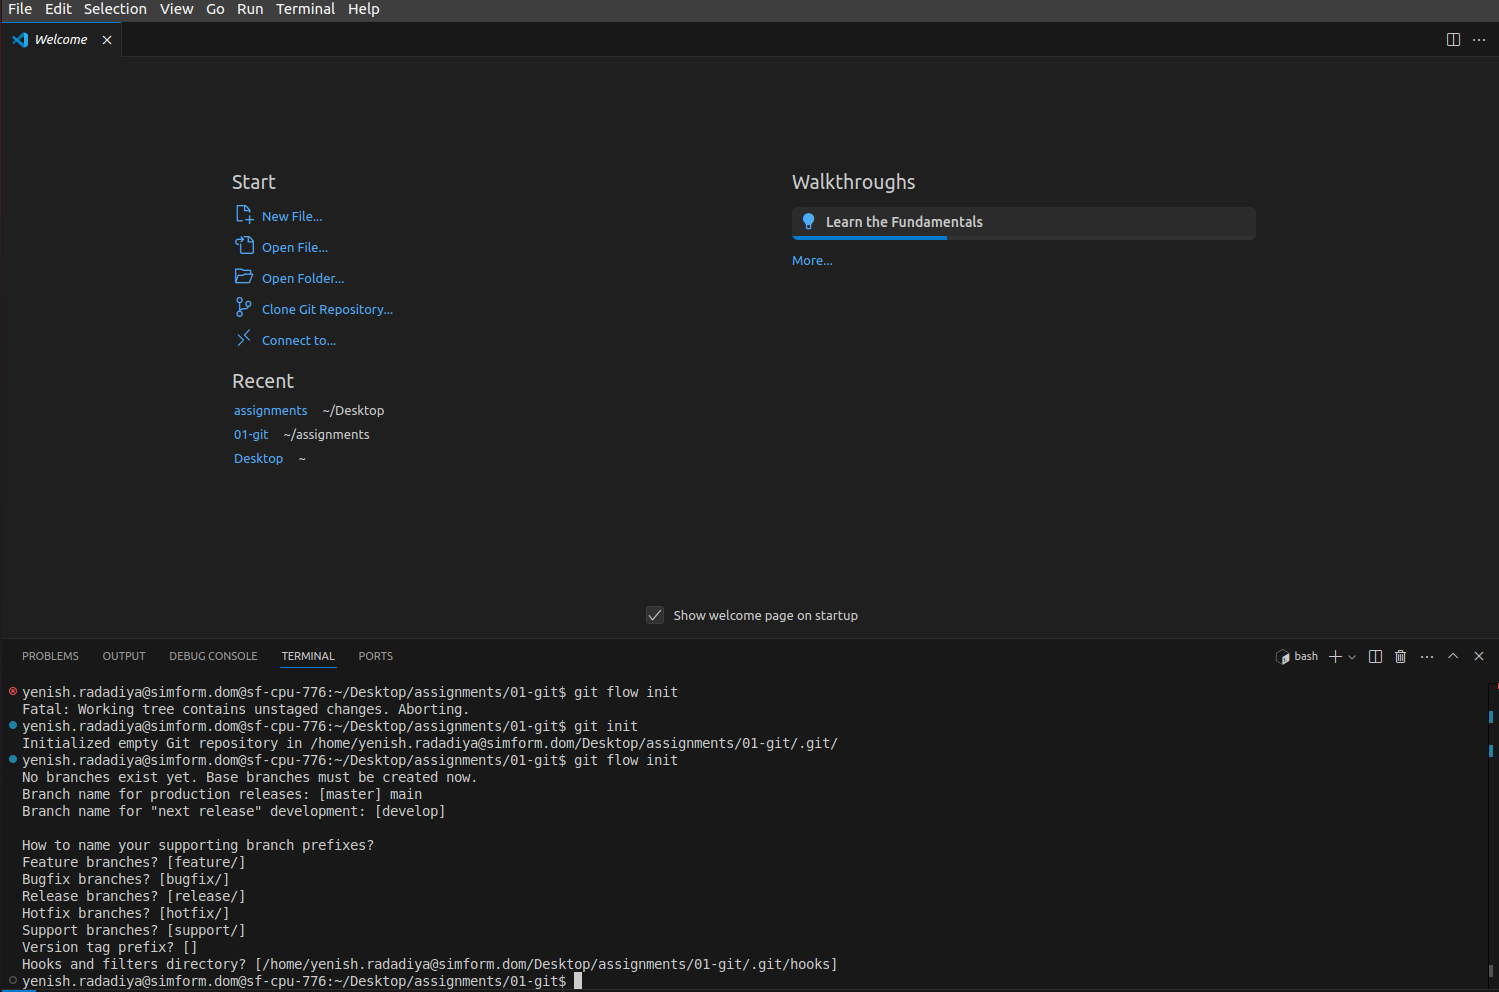 File Edit Selection View Go Run Terminal Help
Welcome
Start
New File...
Open File...
Open Folder...
Clone Git Repository...
Connect to...
Recent
assignments ~/Desktop
01-git ~/assignments
Desktop ~
Walkthroughs
Learn the Fundamentals
More...
Show welcome page on startup
PROBLEMS OUTPUT DEBUG CONSOLE TERMINAL PORTS
bash
yenish.radadiya@simform.dom@sf-cpu-776:~/Desktop/assignments/01-git$ git flow init
Fatal: Working tree contains unstaged changes. Aborting.
yenish.radadiya@simform.dom@sf-cpu-776:~/Desktop/assignments/01-git$ git init
Initialized empty Git repository in /home/yenish.radadiya@simform.dom/Desktop/assignments/01-git/.git/
yenish.radadiya@simform.dom@sf-cpu-776:~/Desktop/assignments/01-git$ git flow init
No branches exist yet. Base branches must be created now.
Branch name for production releases: [master] main
Branch name for "next release" development: [develop]
How to name your supporting branch prefixes?
Feature branches? [feature/]
Bugfix branches? [bugfix/]
Release branches? [release/]
Hotfix branches? [hotfix/]
Support branches? [support/]
Version tag prefix? []
Hooks and filters directory? [/home/yenish.radadiya@simform.dom/Desktop/assignments/01-git/.git/hooks]
yenish.radadiya@simform.dom@sf-cpu-776:~/Desktop/assignments/01-git$